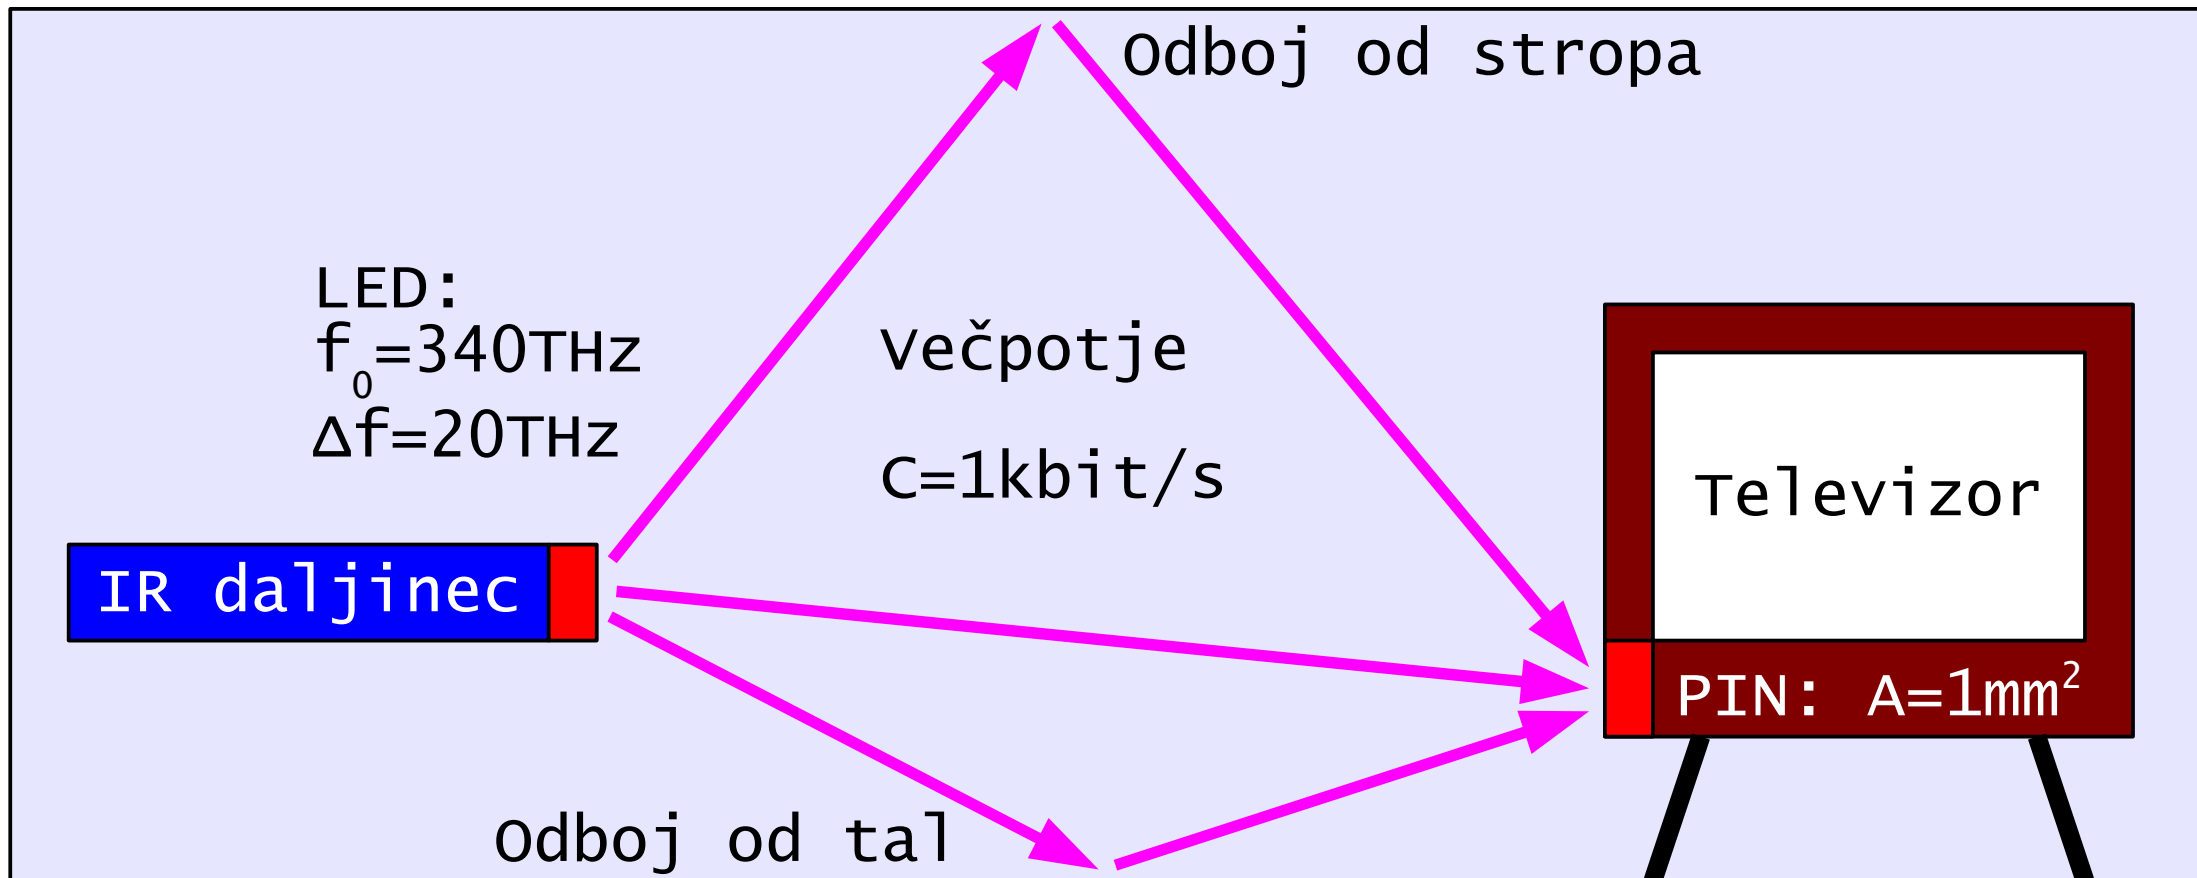 Odboj od stropa
LED:
f₀=340THz
Δf=20THz
Večpotje
C=1kbit/s
Televizor
IR daljinec
PIN: A=1mm²
Odboj od tal